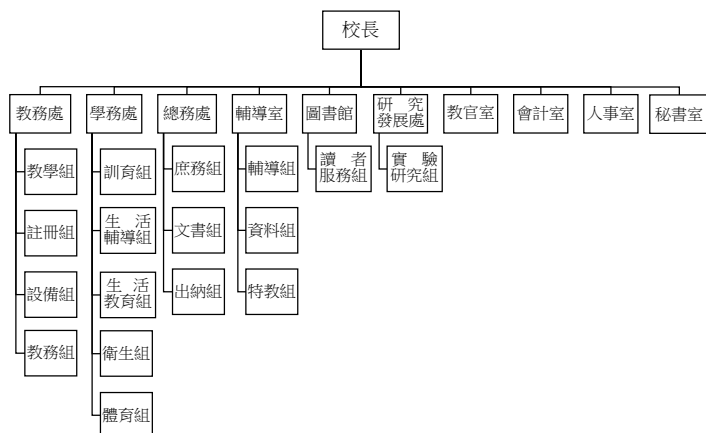 校長
教務處
學務處
總務處
輔導室
圖書館
研究
發展處
教官室
會計室
人事室
秘書室
教學組
註冊組
設備組
教務組
訓育組
生活
輔導組
生活
教育組
衛生組
體育組
庶務組
文書組
出納組
輔導組
資料組
特教組
讀者
服務組
實驗
研究組